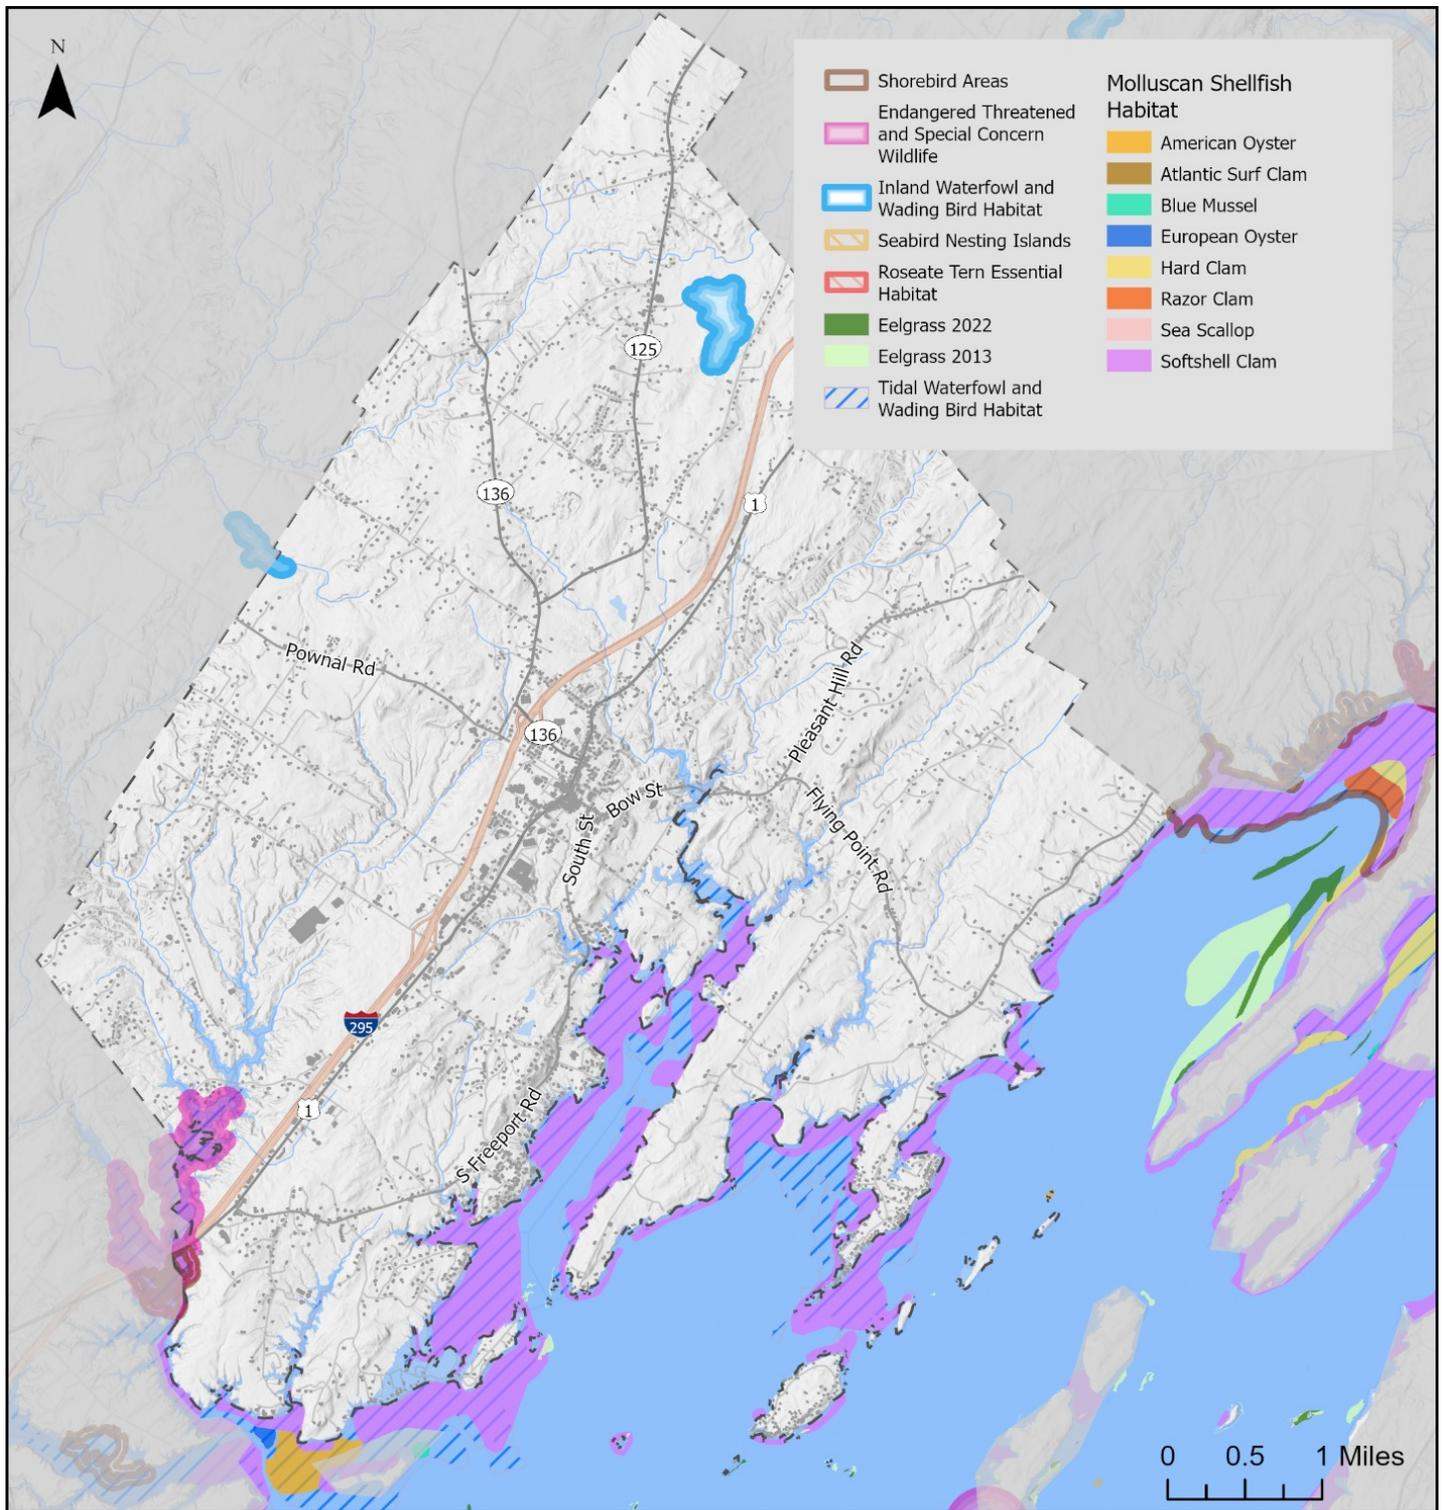 N
Shorebird Areas
Endangered Threatened
and Special Concern
Wildlife
Inland Waterfowl and
Wading Bird Habitat
Seabird Nesting Islands
Roseate Tern Essential
Habitat
Eelgrass 2022
Eelgrass 2013
Tidal Waterfowl and
Wading Bird Habitat
Molluscan Shellfish
Habitat
American Oyster
Atlantic Surf Clam
Blue Mussel
European Oyster
Hard Clam
Razor Clam
Sea Scallop
Softshell Clam
125
136
1
Pownal Rd
136
Pleasant Hill Rd
Bow St
Flying Point Rd
South St
295
1
S Freeport Rd
0 0.5 1 Miles